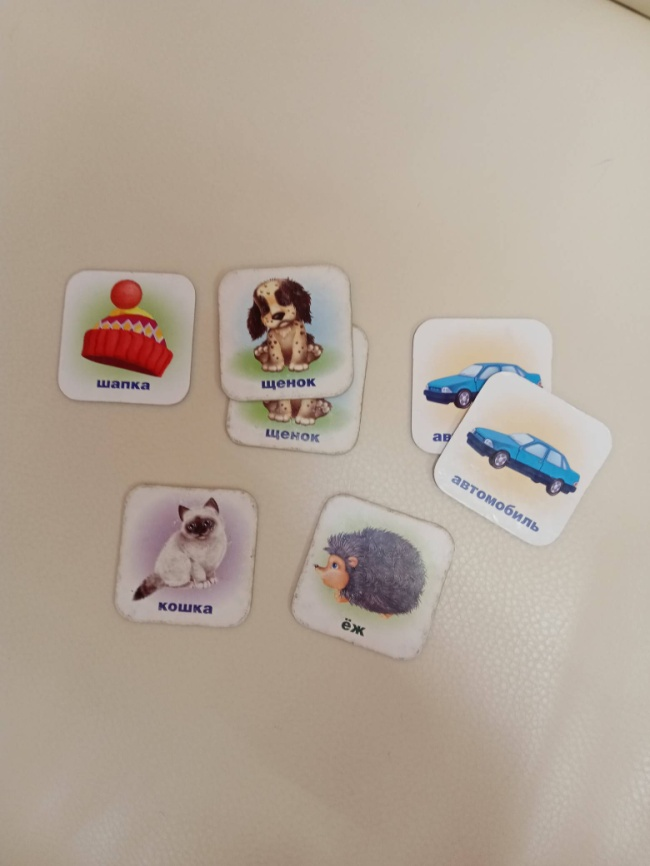 шапка
щенок
щенок
автомобиль
кошка
ёж